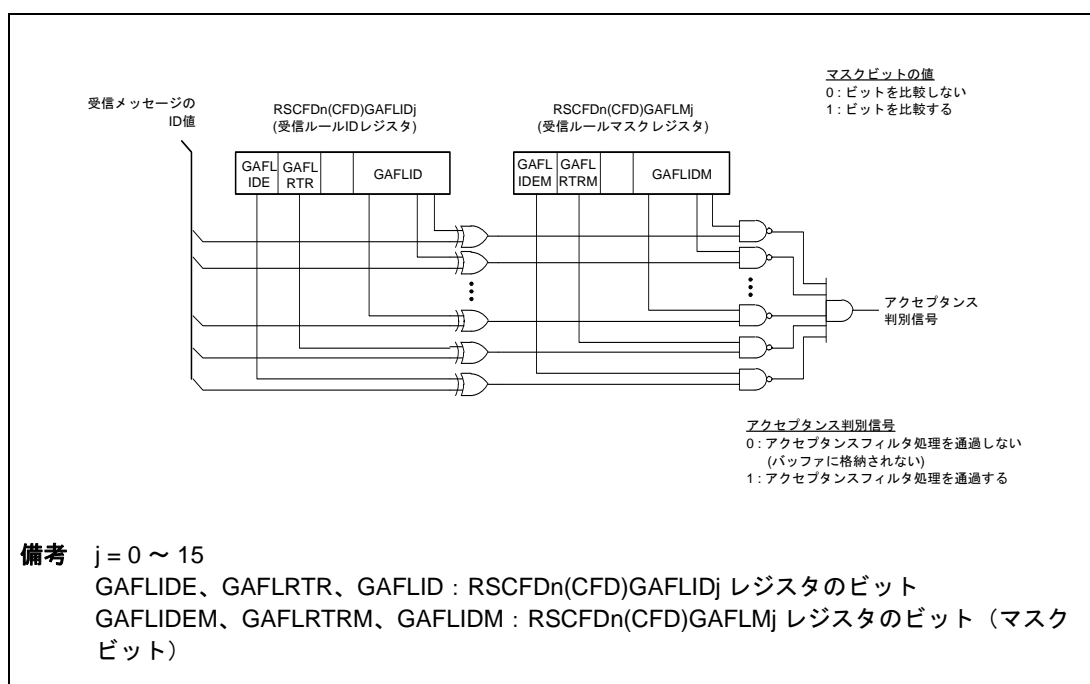 マスクビットの値
0 : ビットを比較しない
1 : ビットを比較する
受信メッセージの
ID値
RSCFDn(CFD)GAFLIDj
(受信ルールIDレジスタ)
RSCFDn(CFD)GAFLMj
(受信ルールマスクレジスタ)
GAFL
IDE
GAFL
RTR
GAFLID
GAFL
IDEM
GAFL
RTRM
GAFLIDM
アクセプタンス
判別信号
アクセプタンス判別信号
0 : アクセプタンスフィルタ処理を通過しない
(バッファに格納されない)
1 : アクセプタンスフィルタ処理を通過する
備考 j = 0 ～ 15
GAFLIDE、GAFLRTR、GAFLID : RSCFDn(CFD)GAFLIDj レジスタのビット
GAFLIDEM、GAFLRTRM、GAFLIDM : RSCFDn(CFD)GAFLMj レジスタのビット（マスク
ビット）